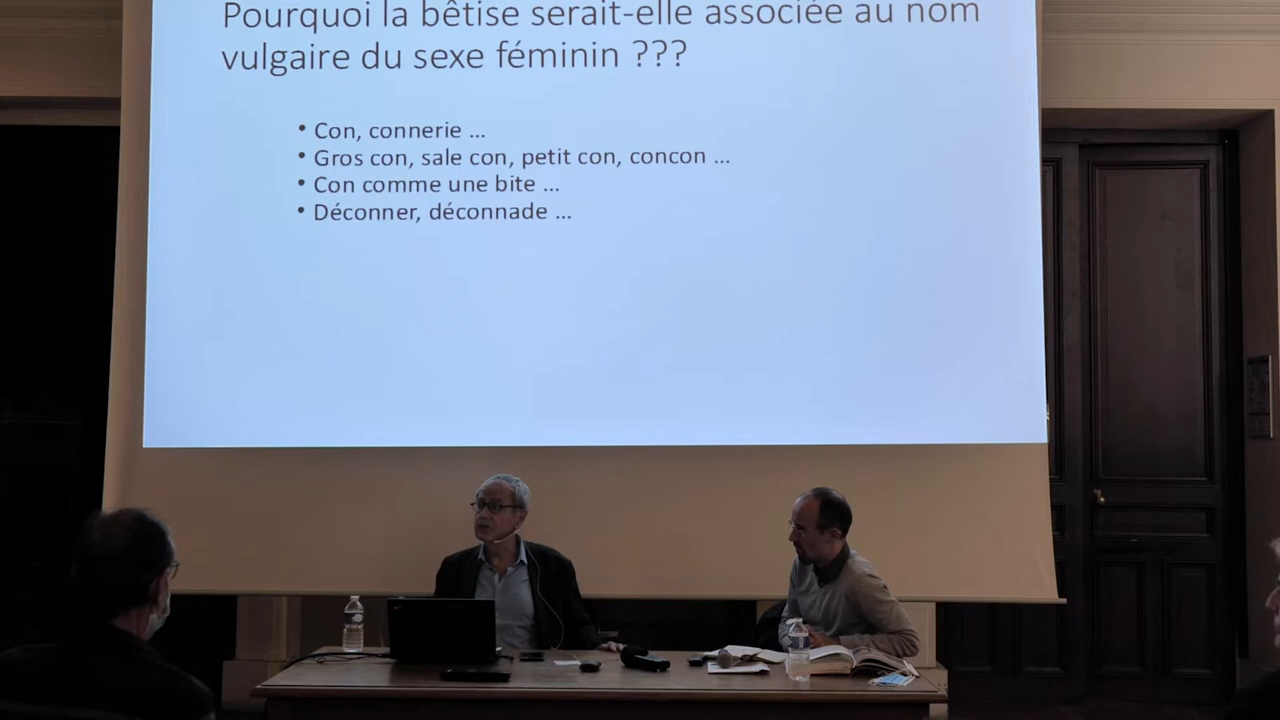 Pourquoi la bêtise serait-elle associée au nom
vulgaire du sexe féminin ???
• Con, connerie ...
• Gros con, sale con, petit con, concon ...
• Con comme une bite ...
• Déconner, déconnade ...